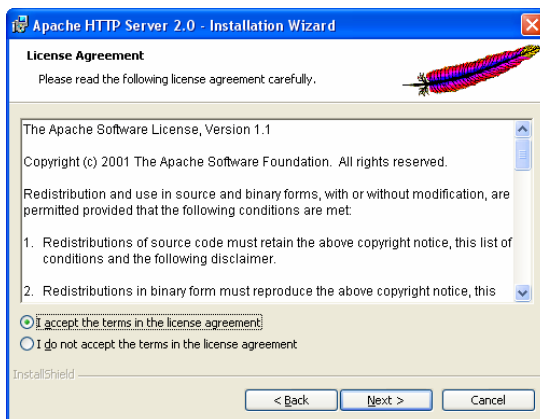 Apache HTTP Server 2.0 - Installation Wizard
License Agreement
Please read the following license agreement carefully.
The Apache Software License, Version 1.1
Copyright (c) 2001 The Apache Software Foundation. All rights reserved.
Redistribution and use in source and binary forms, with or without modification, are
permitted provided that the following conditions are met:
1. Redistributions of source code must retain the above copyright notice, this list of
conditions and the following disclaimer.
2. Redistributions in binary form must reproduce the above copyright notice, this
I accept the terms in the license agreement
I do not accept the terms in the license agreement
InstallShield
< Back
Next >
Cancel